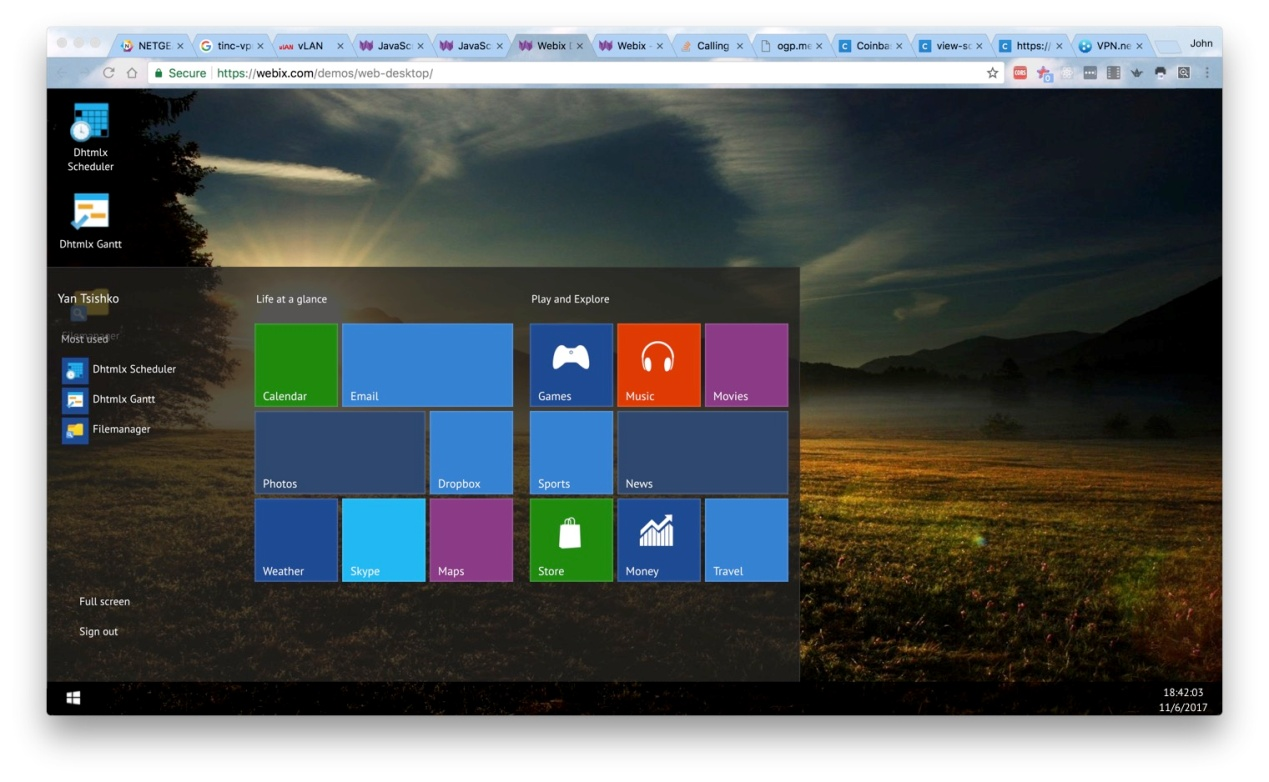 NETGE
tinc-vp
vLAN vLAN
JavaSc
JavaSc
Webix
Webix -
Calling
ogp.me
Coinba
view-so
https://
VPN.ne
John
Secure https://webix.com/demos/web-desktop/
Dhtmlx
Scheduler
Dhtmlx Gantt
Yan Tsishko
Filemanager
Most used
Dhtmlx Scheduler
Dhtmlx Gantt
Filemanager
Full screen
Sign out
Life at a glance
Calendar
Email
Photos
Dropbox
Weather
Skype
Maps
Play and Explore
Games
Music
Movies
Sports
News
Store
Money
Travel
18:42:03
11/6/2017